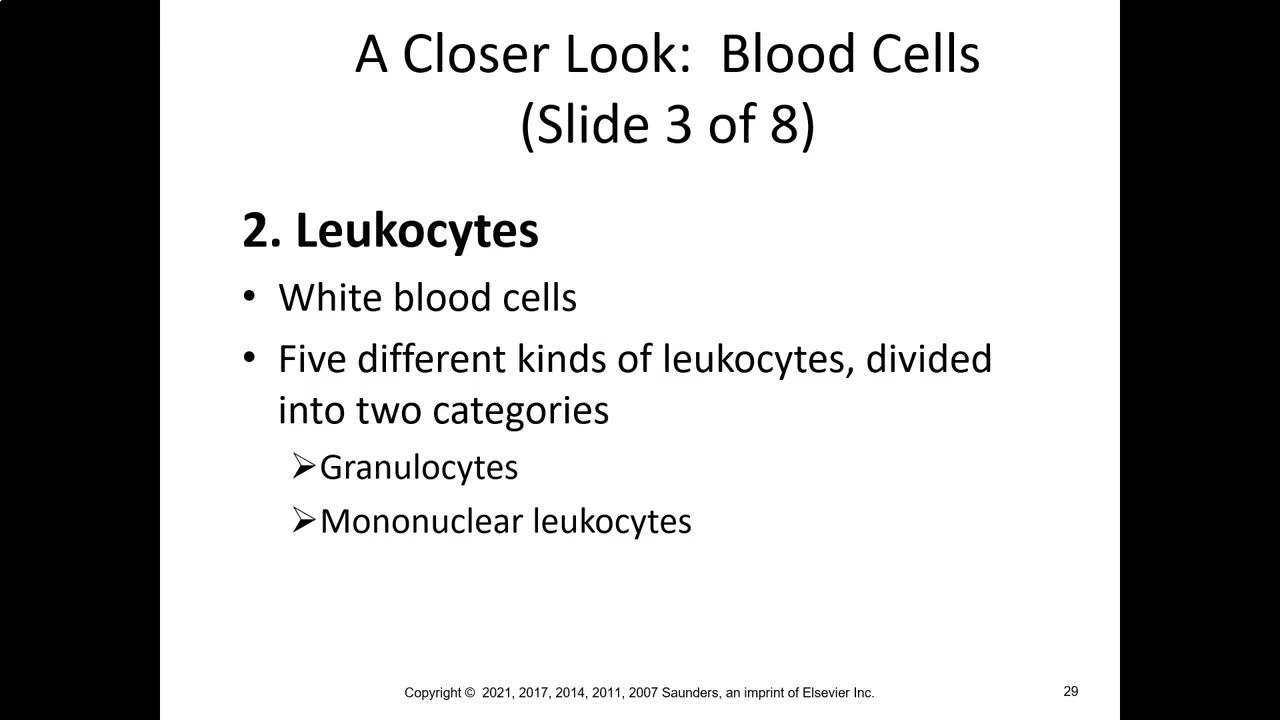 A Closer Look:  Blood Cells
(Slide 3 of 8)
2. Leukocytes
• White blood cells
• Five different kinds of leukocytes, divided
into two categories
➢Granulocytes
➢Mononuclear leukocytes
Copyright ©  2021, 2017, 2014, 2011, 2007 Saunders, an imprint of Elsevier Inc.
29